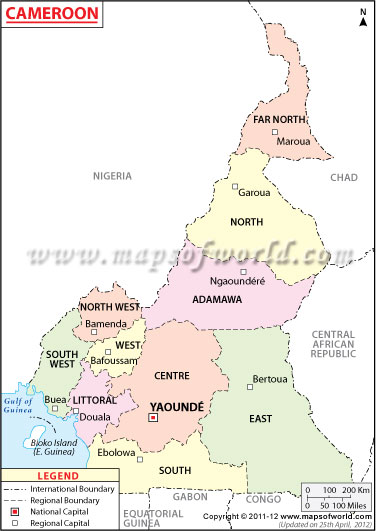 CAMEROON
N
FAR NORTH
Maroua
NIGERIA
CHAD
Garoua
NORTH
www.mapsofworld.com
Ngaoundéré
ADAMAWA
NORTH WEST
Bamenda
CENTRAL
AFRICAN
REPUBLIC
WEST
Bafoussam
SOUTH
WEST
CENTRE
Bertoua
Gulf of
Guinea
Buea
LITTORAL
Douala
YAOUNDÉ
EAST
Bioko Island
(E. Guinea)
Ebolowa
SOUTH
LEGEND
International Boundary
Regional Boundary
National Capital
Regional Capital
EQUATORIAL
GUINEA
GABON
CONGO
0 100 200 Km
0 50 100 Miles
Copyright © 2011-12 www.mapsofworld.com
(Updated on 25th April, 2012)